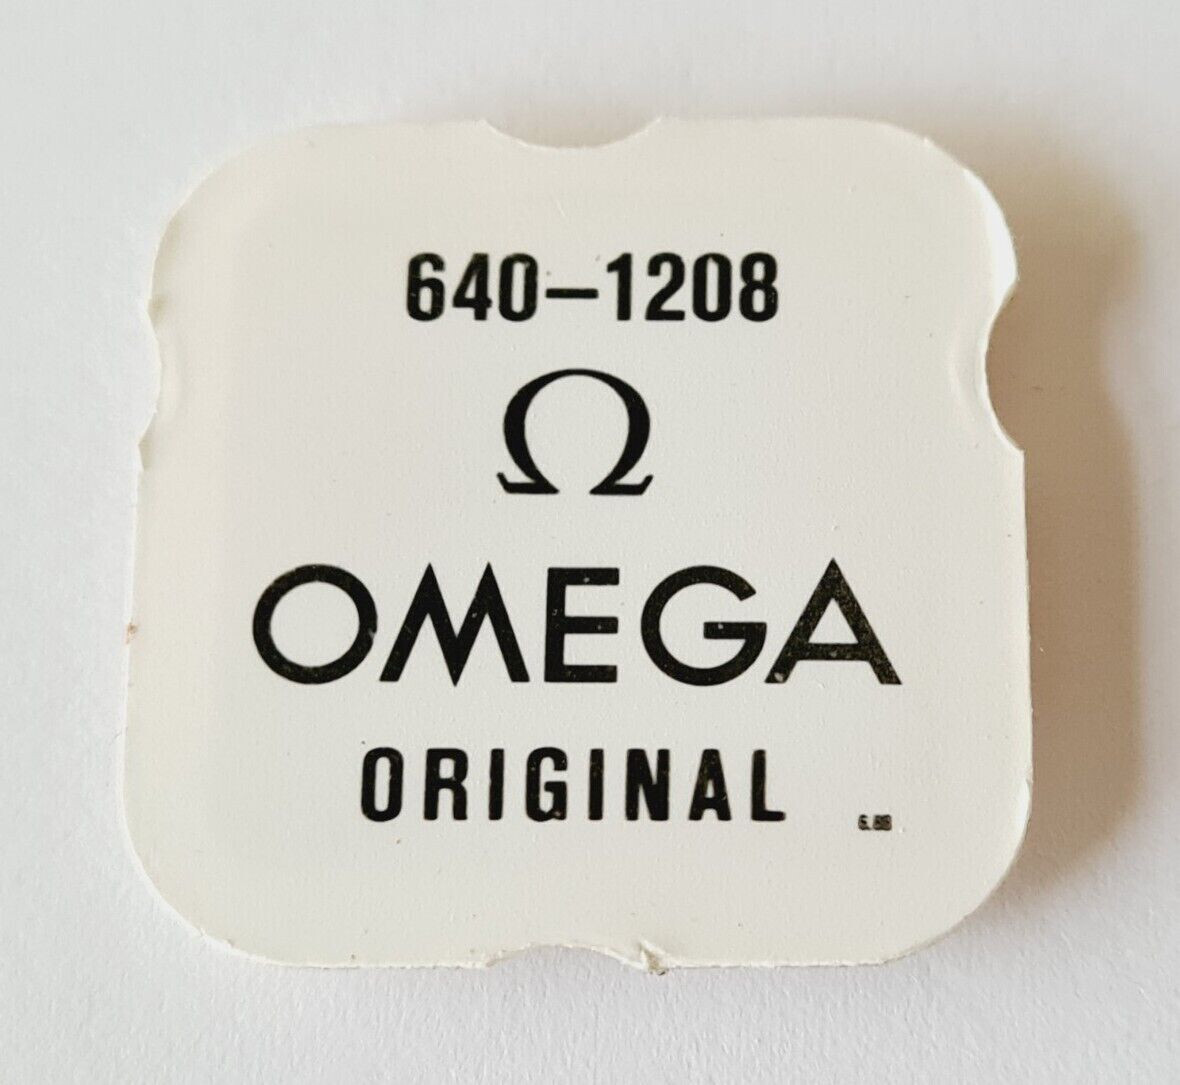 640-1208
Ω
OMEGA
ORIGINAL